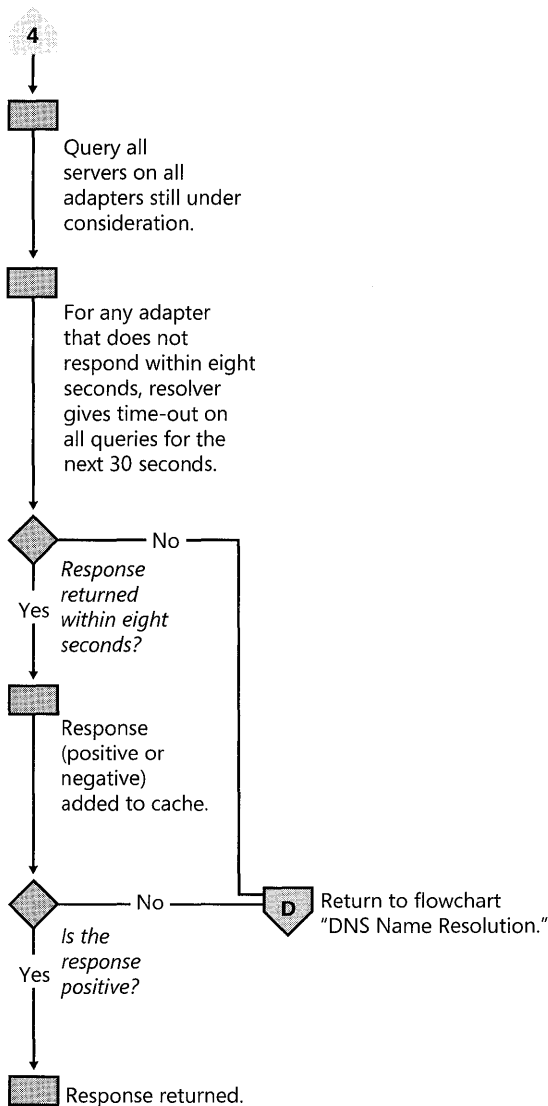 4
Query all
servers on all
adapters still under
consideration.
For any adapter
that does not
respond within eight
seconds, resolver
gives time-out on
all queries for the
next 30 seconds.
No
Response
returned
within eight
seconds?
Yes
Response
(positive or
negative)
added to cache.
No
D
Return to flowchart
"DNS Name Resolution."
Is the
response
positive?
Yes
Response returned.